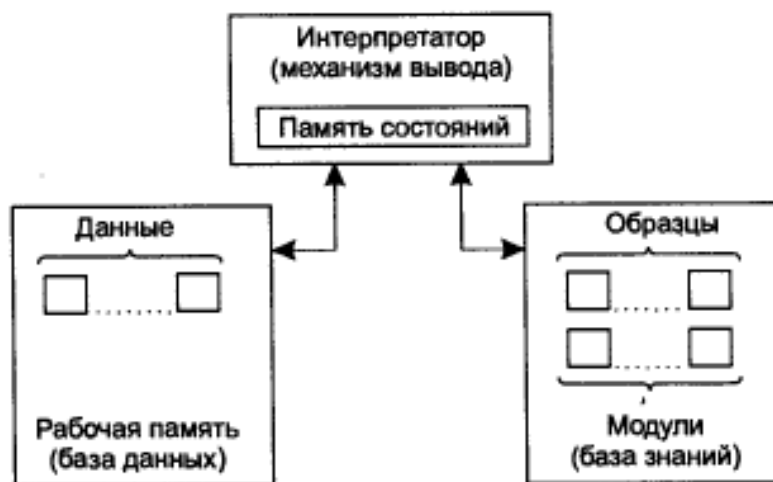 Интерпретатор
(механизм вывода)
Память состояний
Данные
Рабочая память
(база данных)
Образцы
Модули
(база знаний)